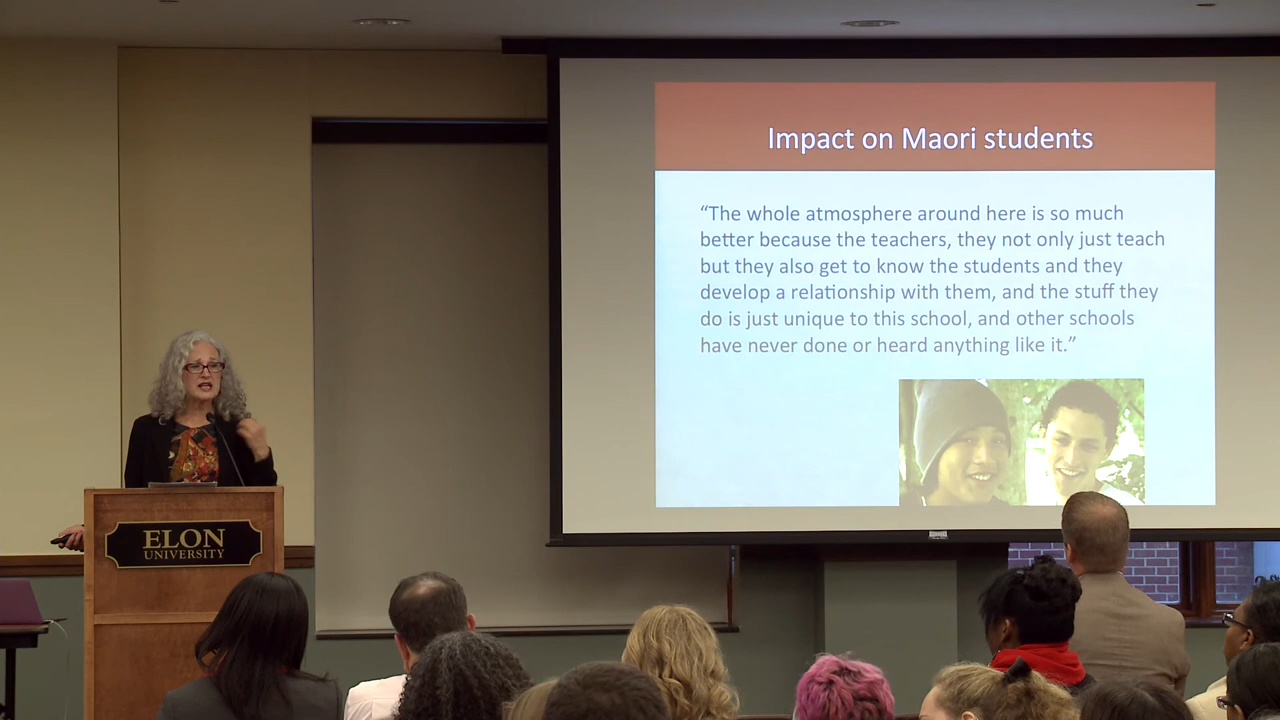 Impact on Maori students
“The whole atmosphere around here is so much
better because the teachers, they not only just teach
but they also get to know the students and they
develop a relationship with them, and the stuff they
do is just unique to this school, and other schools
have never done or heard anything like it.”
ELON
UNIVERSITY